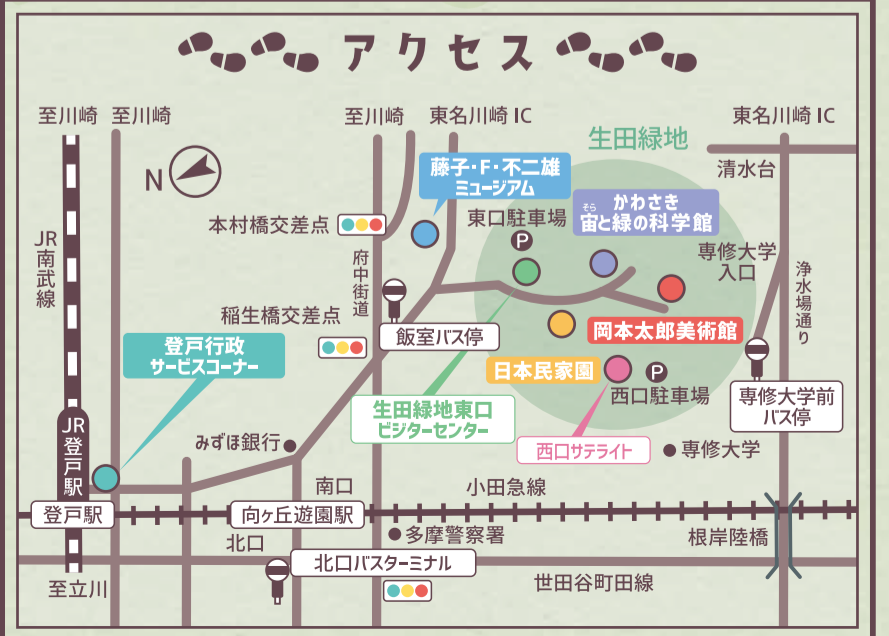 アクセス
至川崎
至川崎
至川崎
東名川崎 IC
東名川崎 IC
生田緑地
清水台
N
藤子・F・不二雄
ミュージアム
そら
かわさき
宙と緑の科学館
東口駐車場
P
本村橋交差点
JR南武線
府中街道
専修大学
入口
浄水場通り
稲生橋交差点
飯室バス停
岡本太郎美術館
登戸行政
サービスコーナー
日本民家園
P
西口駐車場
専修大学前
バス停
生田緑地東口
ビジターセンター
JR登戸駅
みずほ銀行
西口サテライト
専修大学
南口
小田急線
登戸駅
向ヶ丘遊園駅
北口
多摩警察署
根岸陸橋
北口バスターミナル
至立川
世田谷町田線